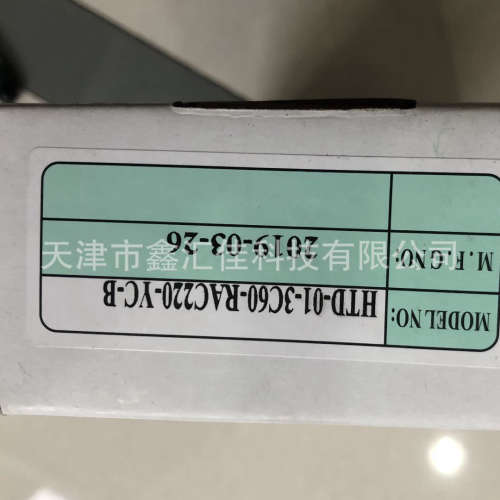 MODEL NO: HTD-01-3C60-RAC220-YC-B
M.F.G NO: 2019-03-26
天津市鑫汇佳科技有限公司